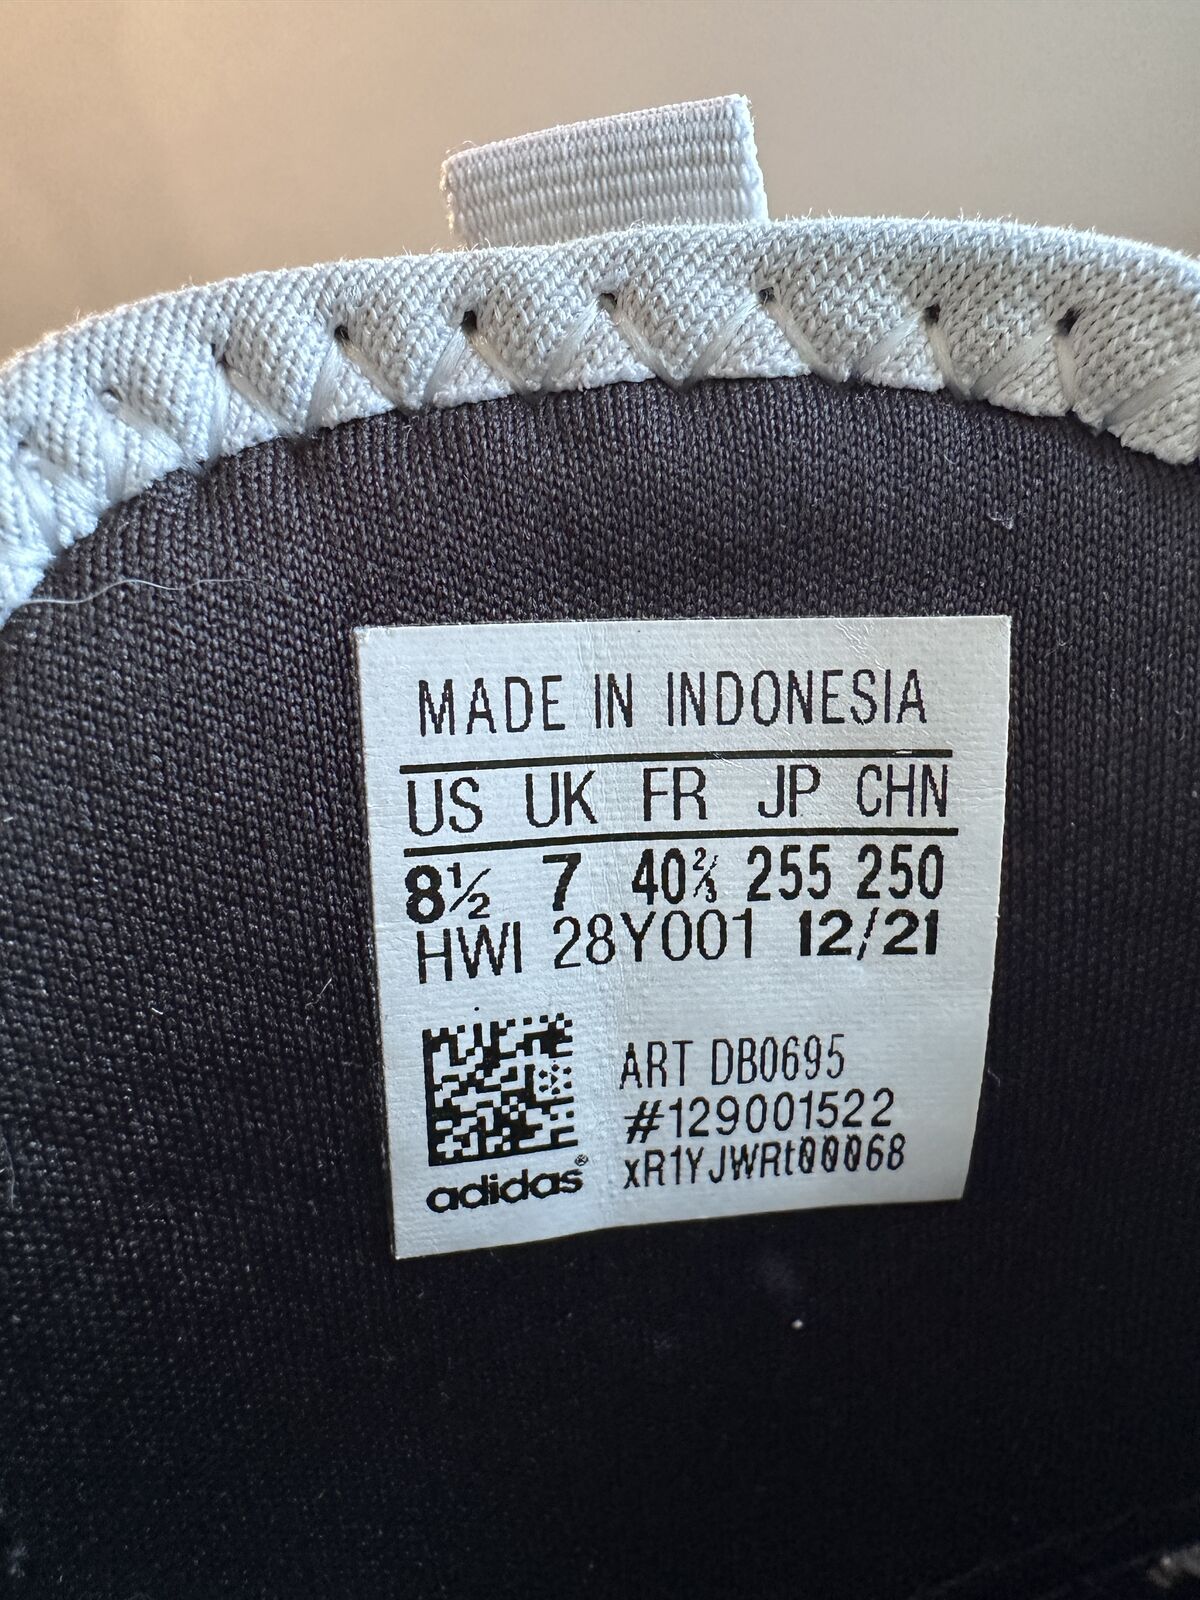 MADE IN INDONESIA
US UK FR JP CHN
8½ 7 40⅔ 255 250
HWI 28Y001 12/21
ART DB0695
#129001522
xR1YJWRt00068
adidas®